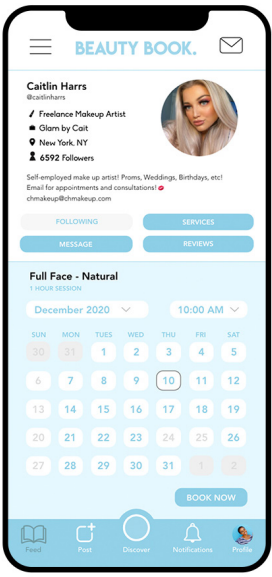 BEAUTY BOOK.
Caitlin Harrs
@caitlinharrs
Freelance Makeup Artist
Glam by Cait
New York, NY
6592 Followers
Self-employed make up artist! Proms, Weddings, Birthdays, etc!
Email for appointments and consultations! 💋
chmakeup@chmakeup.com
FOLLOWING SERVICES
MESSAGE REVIEWS
Full Face - Natural
1 HOUR SESSION
December 2020 10:00 AM
SUN MON TUES WED THU FRI SAT
30 31 1 2 3 4 5
6 7 8 9 10 11 12
13 14 15 16 17 18 19
20 21 22 23 24 25 26
27 28 29 30 31 1 2
BOOK NOW
Feed Post Discover Notifications Profile